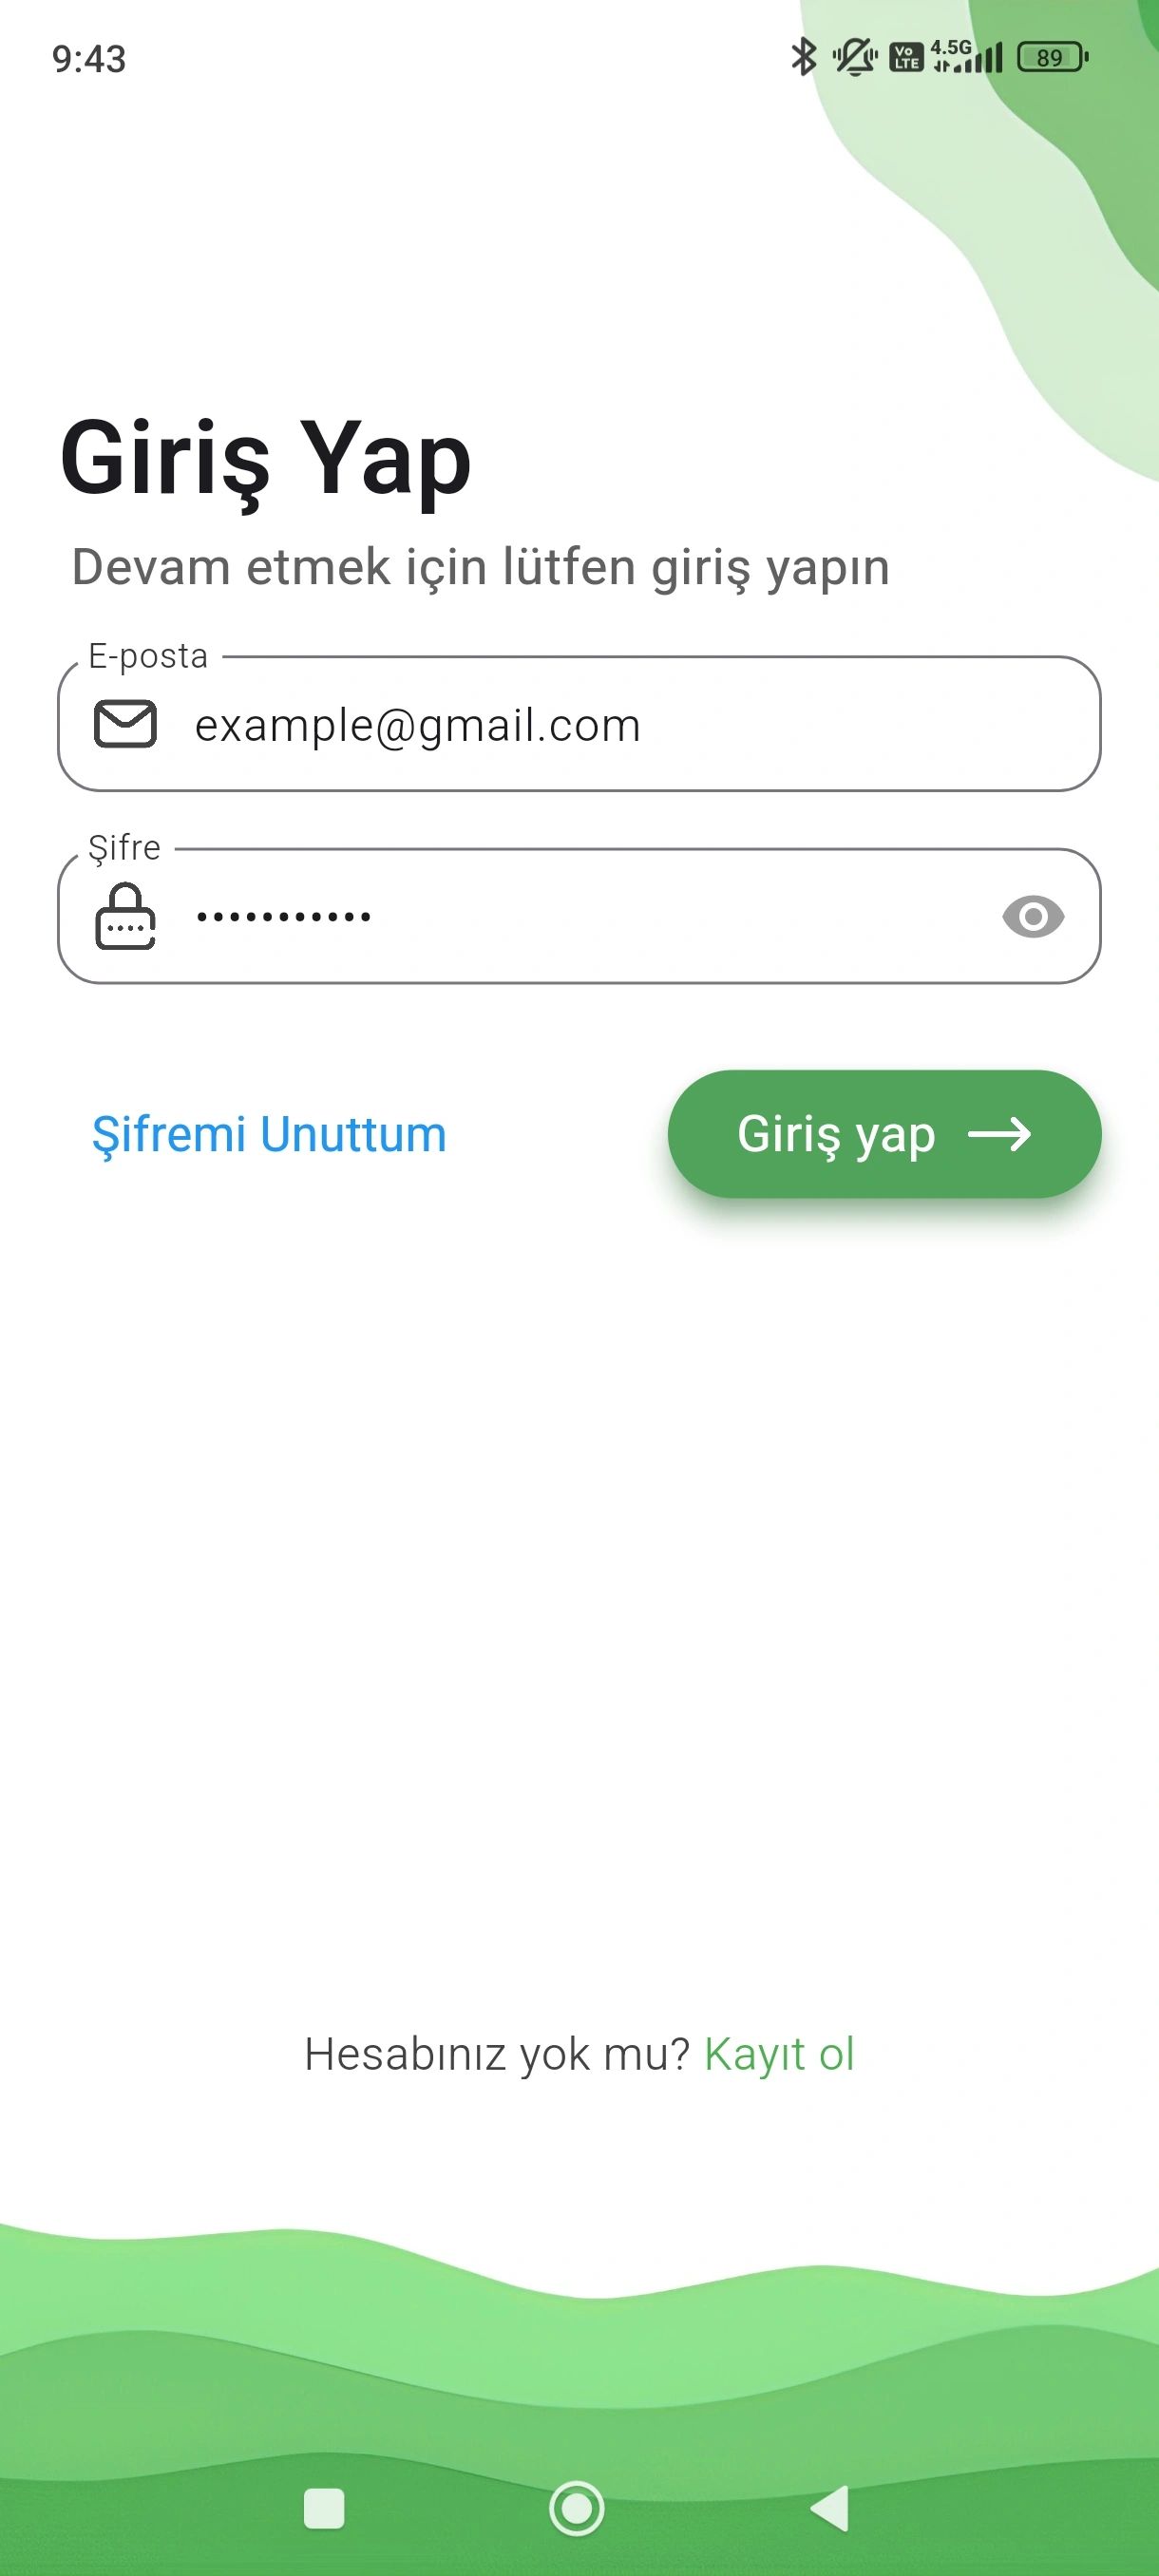 9:43
Vo LTE 4.5G 89
Giriş Yap
Devam etmek için lütfen giriş yapın
E-posta
example@gmail.com
Şifre
•••••••••••
Şifremi Unuttum
Giriş yap →
Hesabınız yok mu? Kayıt ol